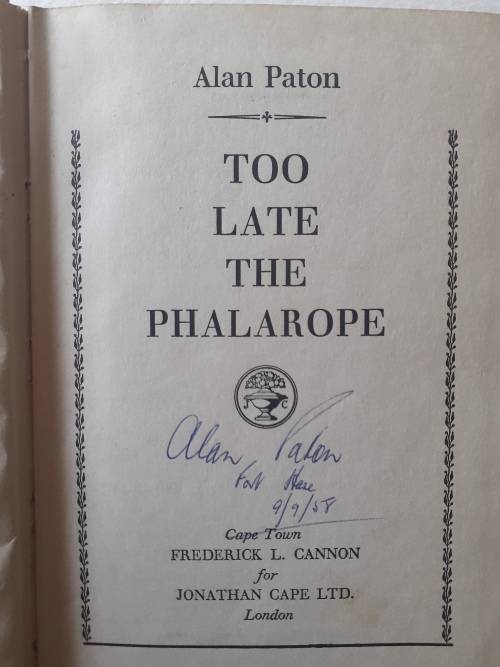 Alan Paton
TOO
LATE
THE
PHALAROPE
J C
Alan Paton
Fort Hare
9/9/58
Cape Town
FREDERICK L. CANNON
for
JONATHAN CAPE LTD.
London